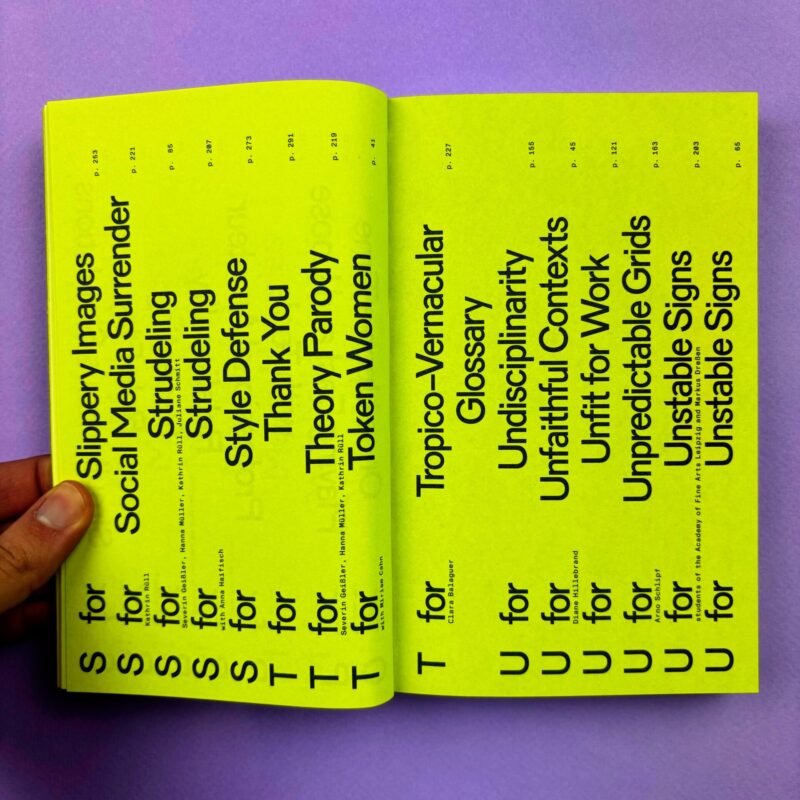 S for Slippery Images p. 253
S for Social Media Surrender p. 221
Kathrin Rüll
S for Strudeling p. 85
Severin Geißler, Hanna Müller, Kathrin Rüll, Juliane Schmitt
S for Strudeling p. 207
with Anna Haifisch
S for Style Defense p. 273
T for Thank You p. 291
T for Theory Parody p. 219
Severin Geißler, Hanna Müller, Kathrin Rüll
T for Token Women p.
with Cahn
T for Tropico–Vernacular p. 227
Clara Balaguer
Glossary
U for Undisciplinarity p. 155
U for Unfaithful Contexts p. 45
Diane Hillebrand
U for Unfit for Work p. 121
U for Unpredictable Grids p. 163
Arno Schlipf
U for Unstable Signs p. 203
students of the Academy of Fine Arts Leipzig and Markus Dreßen
U for Unstable Signs p. 65